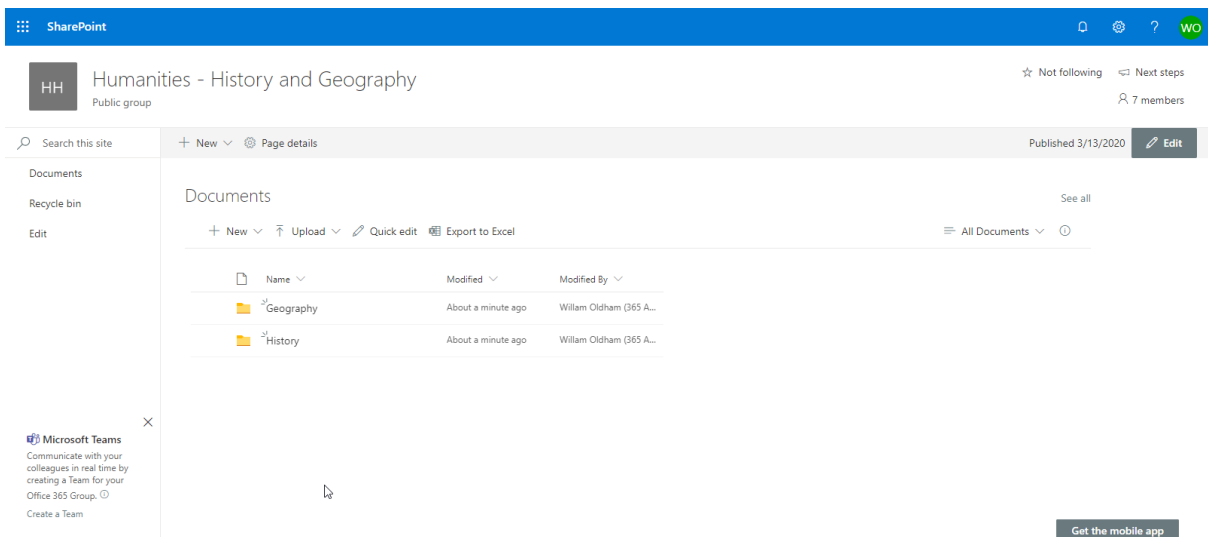 SharePoint
WO
HH
Humanities - History and Geography
Public group
Not following
Next steps
7 members
Search this site
New
Page details
Published 3/13/2020
Edit
Documents
Recycle bin
Edit
Documents
See all
New
Upload
Quick edit
Export to Excel
All Documents
Name
Modified
Modified By
Geography
About a minute ago
Willam Oldham (365 A...
History
About a minute ago
Willam Oldham (365 A...
Microsoft Teams
Communicate with your
colleagues in real time by
creating a Team for your
Office 365 Group.
Create a Team
Get the mobile app